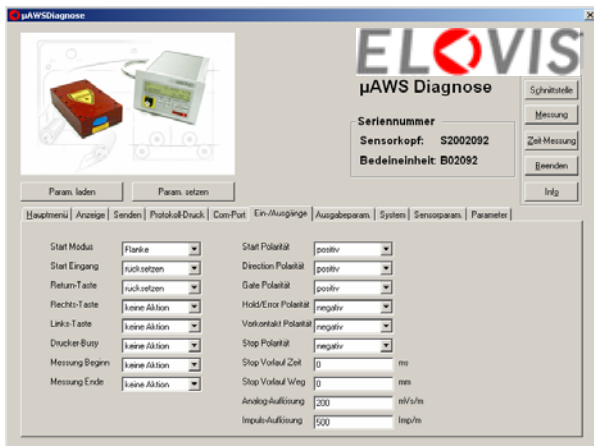 µAWSDiagnose
ELOVIS
µAWS Diagnose
Seriennummer
Sensorkopf: S2002092
Bedeineinheit: B02092
Schnittstelle
Messung
Zeit-Messung
Beenden
Info
Param. laden
Param. setzen
Hauptmenü Anzeige Senden Protokoll-Druck Com-Port Ein-/Ausgänge Ausgabeparam. System Sensorparam. Parameter
Start Modus Flanke
Start Eingang rücksetzen
Return-Taste rücksetzen
Rechts-Taste keine Aktion
Links-Taste keine Aktion
Drucker-Busy keine Aktion
Messung Beginn keine Aktion
Messung Ende keine Aktion
Start Polarität positiv
Direction Polarität positiv
Gate Polarität positiv
Hold/Error Polarität negativ
Vorkontakt Polarität negativ
Stop Polarität negativ
Stop Vorlauf Zeit 0 ms
Stop Vorlauf Weg 0 mm
Analog-Auflösung 200 mVs/m
Impuls-Auflösung 500 Imp/m